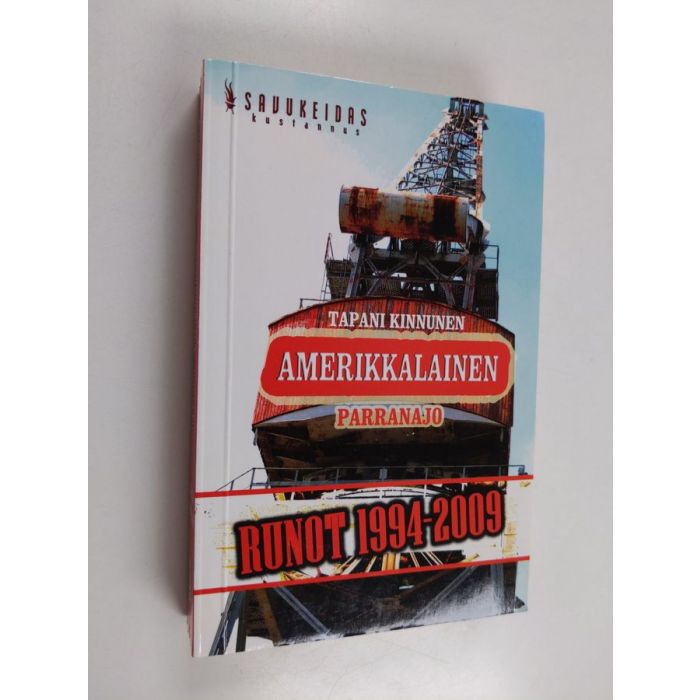 SAVUKEIDAS
kustannus
TAPANI KINNUNEN
AMERIKKALAINEN
PARRANAJO
RUNOT 1994-2009